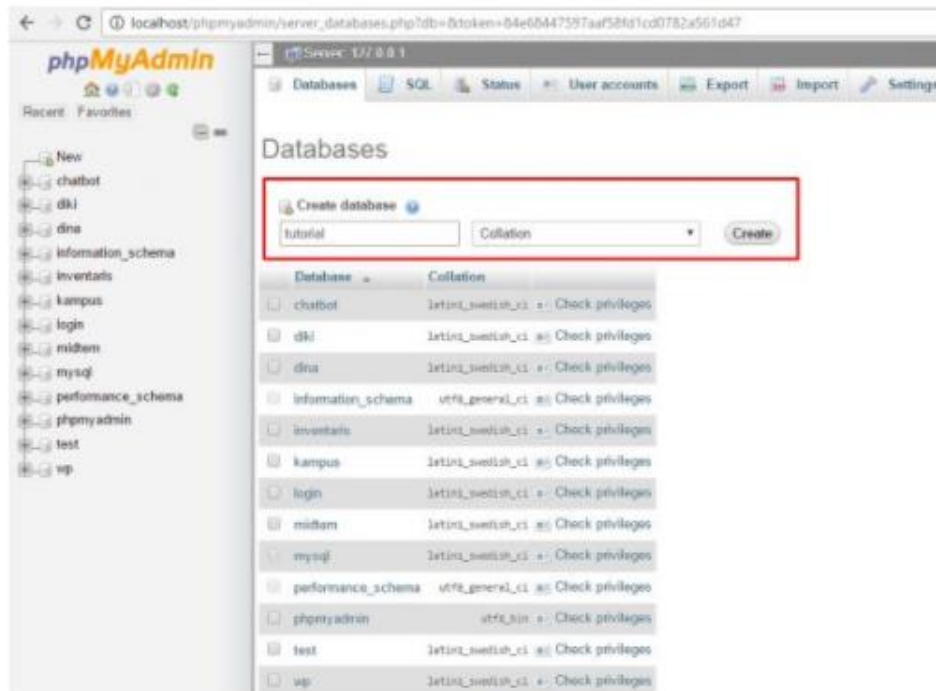 localhost/phpmyadmin/server_databases.php?db=&token=84e68447597aaf58fd1cd0782a561d47
phpMyAdmin
Recent Favorites
New
chatbot
diki
dina
information_schema
inventaris
kampus
login
midtem
mysql
performance_schema
phpmyadmin
test
wp
Server: 127.0.0.1
Databases SQL Status User accounts Export Import Settings
Databases
Create database
tutorial Collation Create
Database Collation
chatbot latin1_swedish_ci Check privileges
diki latin1_swedish_ci Check privileges
dina latin1_swedish_ci Check privileges
information_schema utf8_general_ci Check privileges
inventaris latin1_swedish_ci Check privileges
kampus latin1_swedish_ci Check privileges
login latin1_swedish_ci Check privileges
midtem latin1_swedish_ci Check privileges
mysql latin1_swedish_ci Check privileges
performance_schema utf8_general_ci Check privileges
phpmyadmin utf8_bin Check privileges
test latin1_swedish_ci Check privileges
wp latin1_swedish_ci Check privileges